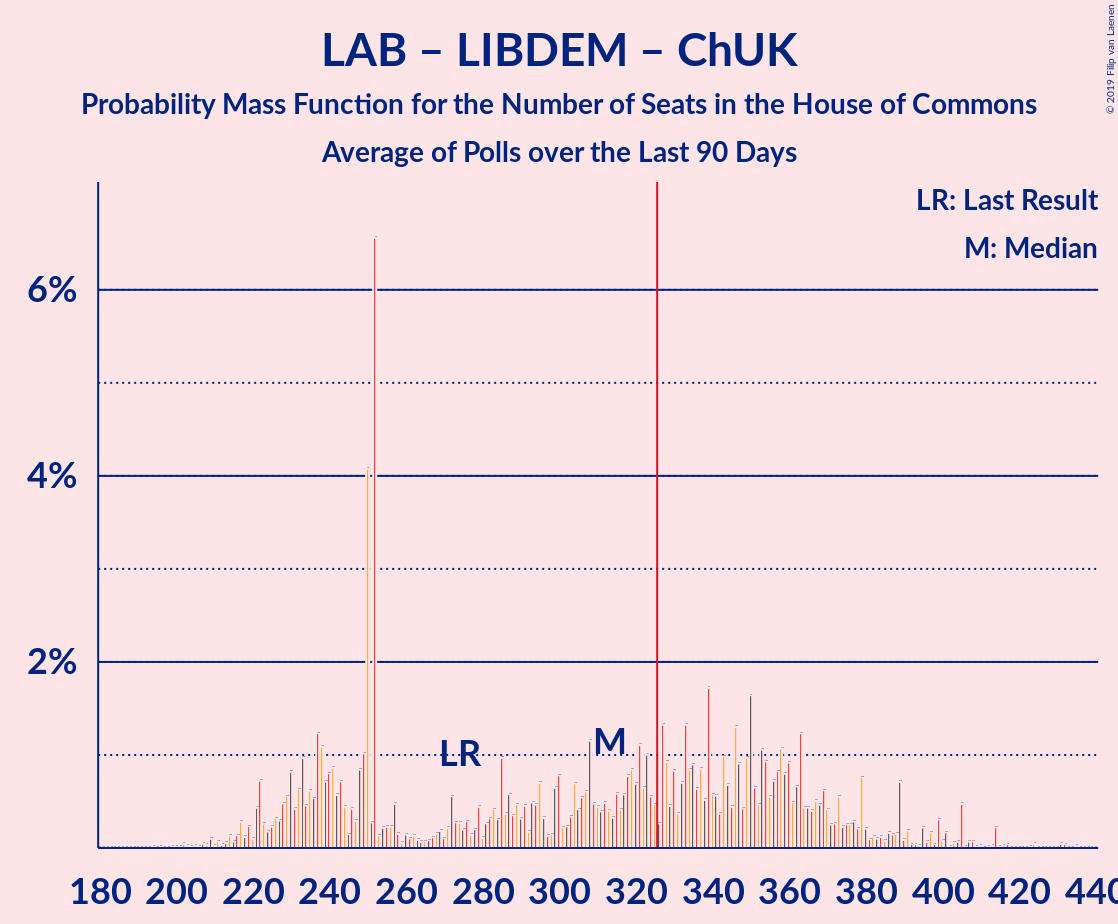 LAB – LIBDEM – ChUK
Probability Mass Function for the Number of Seats in the House of Commons
Average of Polls over the Last 90 Days
© 2019 Filip van Laenen
LR: Last Result
M: Median
6%
4%
2%
LR
M
180 200 220 240 260 280 300 320 340 360 380 400 420 440